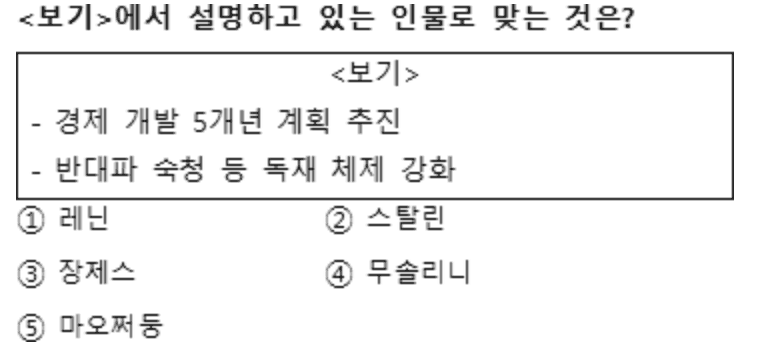 <보기>에서 설명하고 있는 인물로 맞는 것은?
<보기>
- 경제 개발 5개년 계획 추진
- 반대파 숙청 등 독재 체제 강화
① 레닌 ② 스탈린
③ 장제스 ④ 무솔리니
⑤ 마오쩌둥